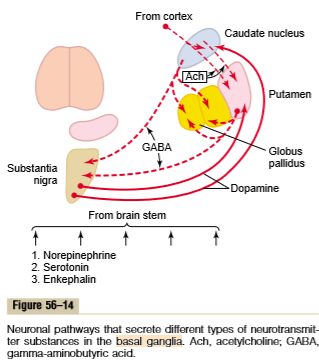 From cortex
Caudate nucleus
Ach
Putamen
GABA
Globus
pallidus
Substantia
nigra
Dopamine
From brain stem
1. Norepinephrine
2. Serotonin
3. Enkephalin
Figure 56–14
Neuronal pathways that secrete different types of neurotransmit-
ter substances in the basal ganglia. Ach, acetylcholine; GABA,
gamma-aminobutyric acid.